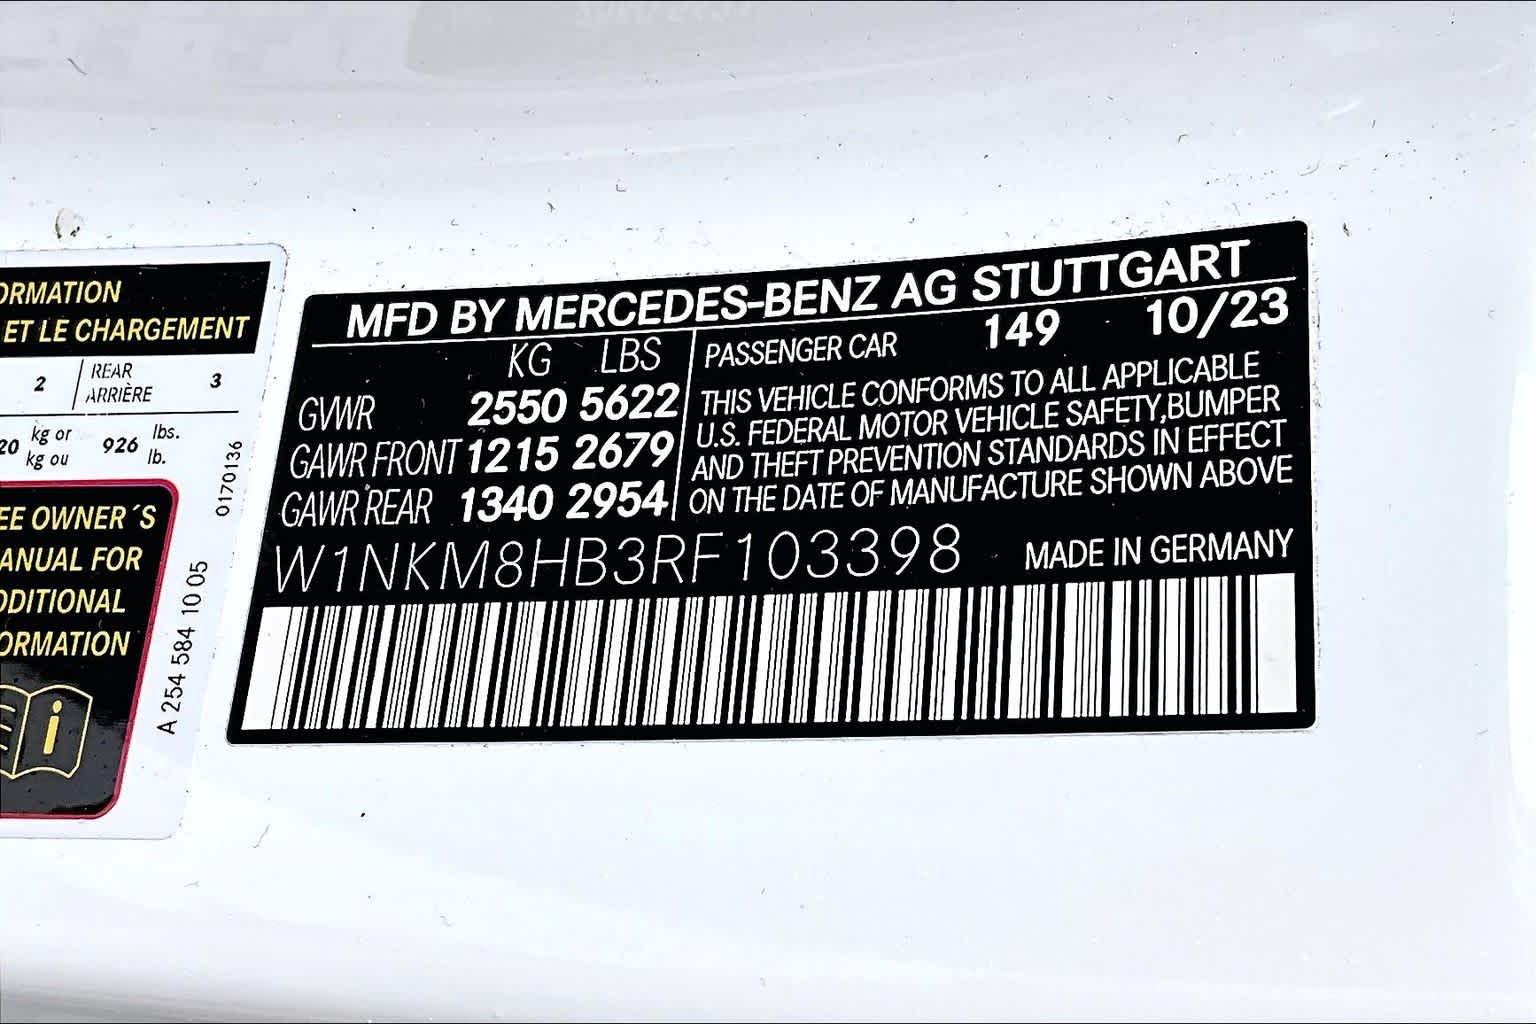 ORMATION
ET LE CHARGEMENT
2 REAR ARRIÈRE 3
20 kg or kg ou 926 lbs. lb.
EE OWNER´S
ANUAL FOR
DDITIONAL
ORMATION
i
0170136
A 254 584 10 05
MFD BY MERCEDES-BENZ AG STUTTGART
KG LBS
GVWR 2550 5622
GAWR FRONT 1215 2679
GAWR REAR 1340 2954
PASSENGER CAR 149 10/23
THIS VEHICLE CONFORMS TO ALL APPLICABLE
U.S. FEDERAL MOTOR VEHICLE SAFETY,BUMPER
AND THEFT PREVENTION STANDARDS IN EFFECT
ON THE DATE OF MANUFACTURE SHOWN ABOVE
W1NKM8HB3RF103398 MADE IN GERMANY